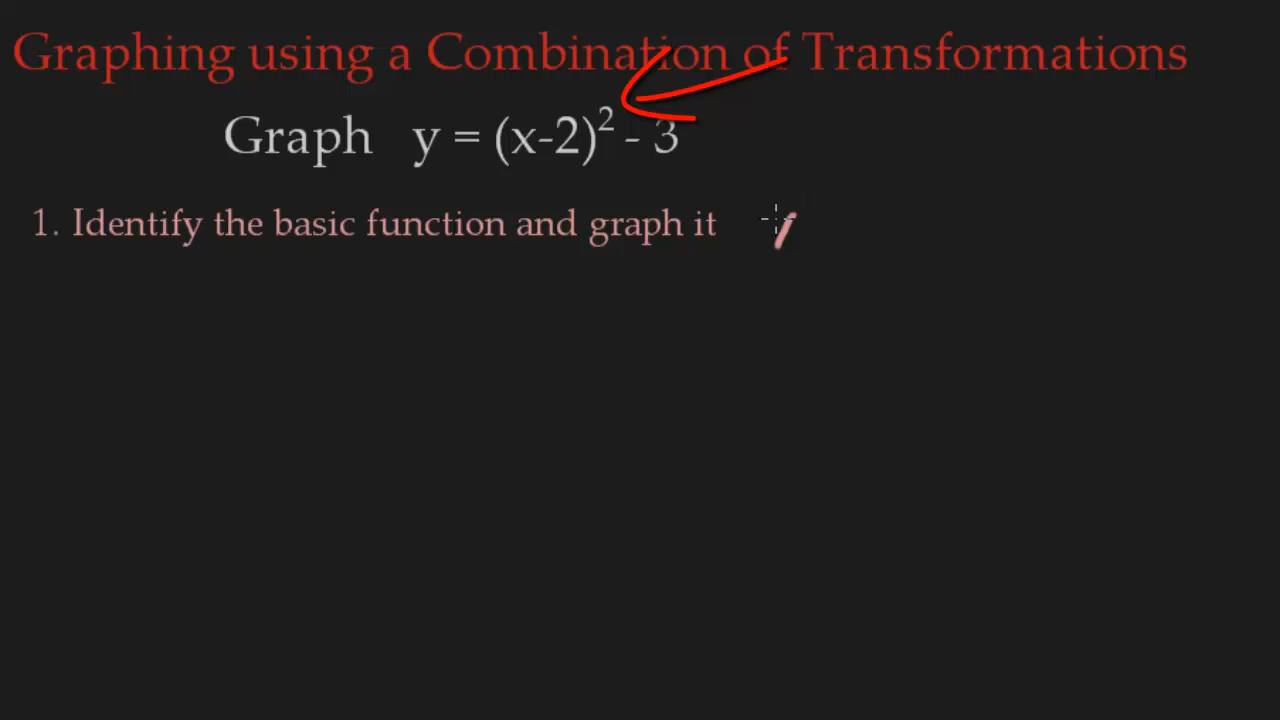 Graphing using a Combination of Transformations
Graph y = (x-2)² - 3
1. Identify the basic function and graph it